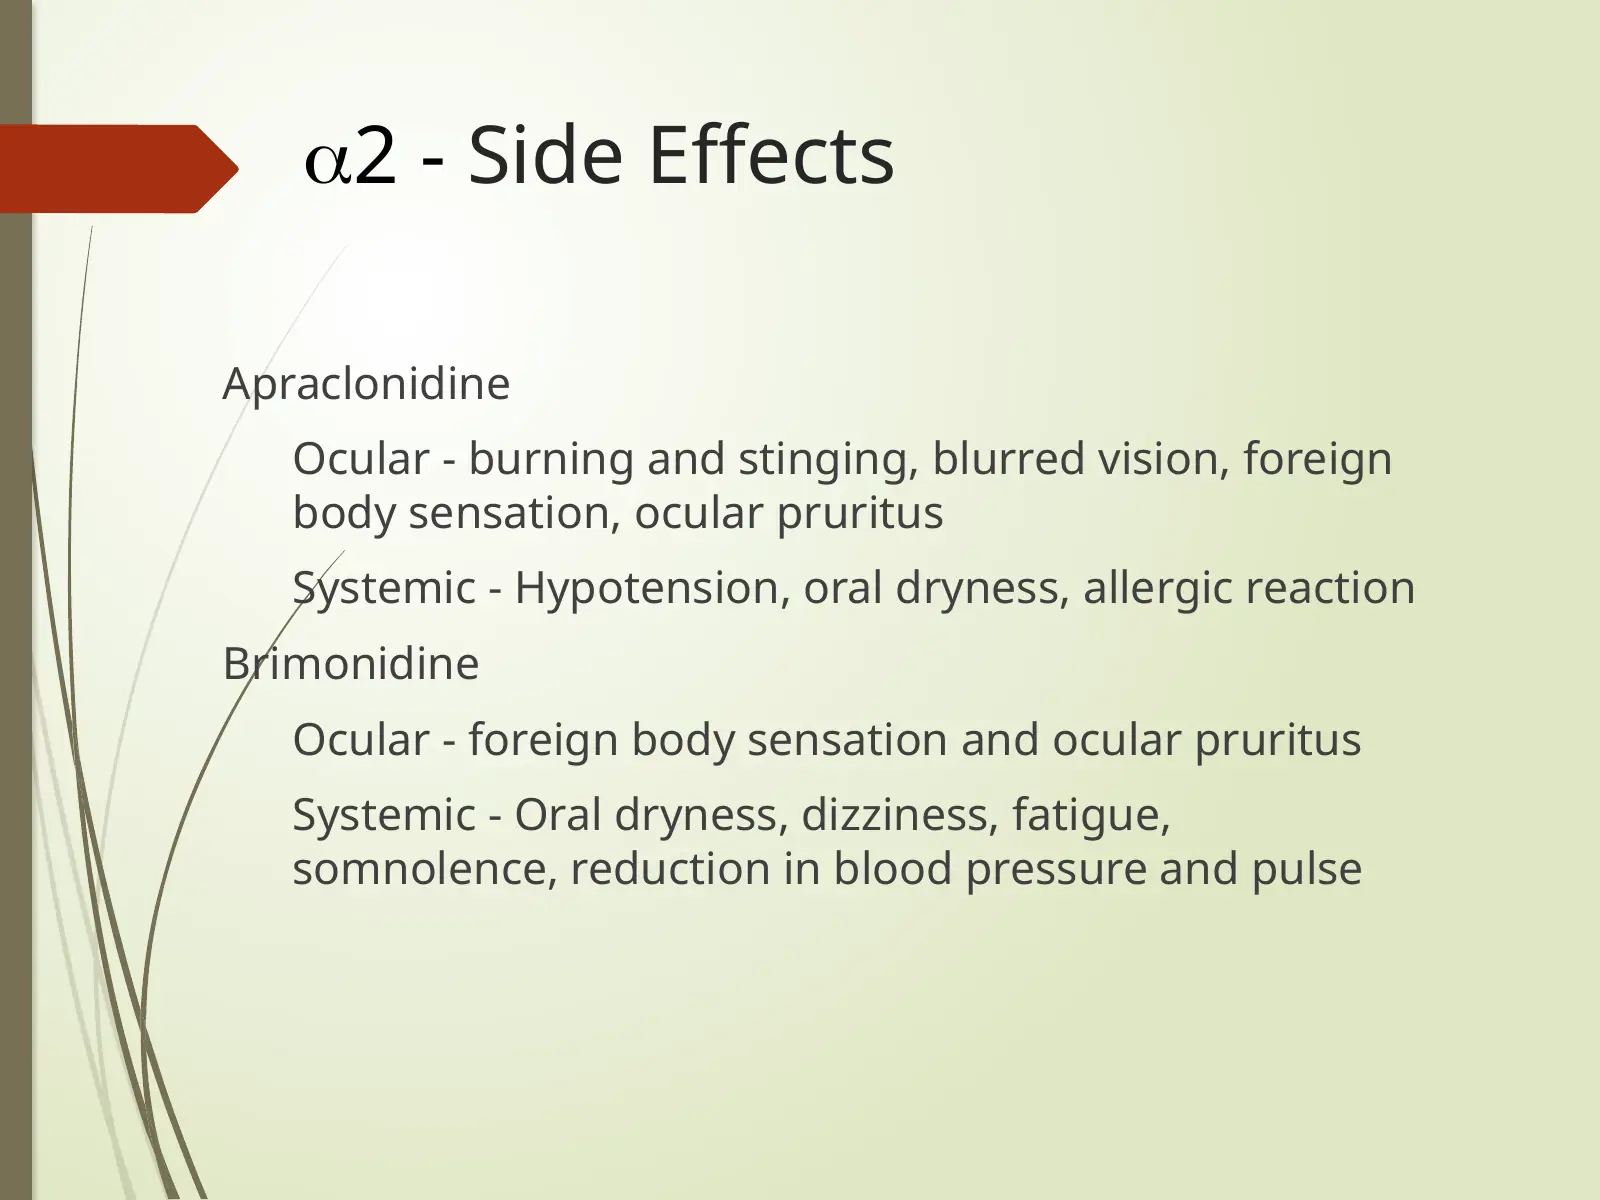 α2 - Side Effects
Apraclonidine
Ocular - burning and stinging, blurred vision, foreign
body sensation, ocular pruritus
Systemic - Hypotension, oral dryness, allergic reaction
Brimonidine
Ocular - foreign body sensation and ocular pruritus
Systemic - Oral dryness, dizziness, fatigue,
somnolence, reduction in blood pressure and pulse